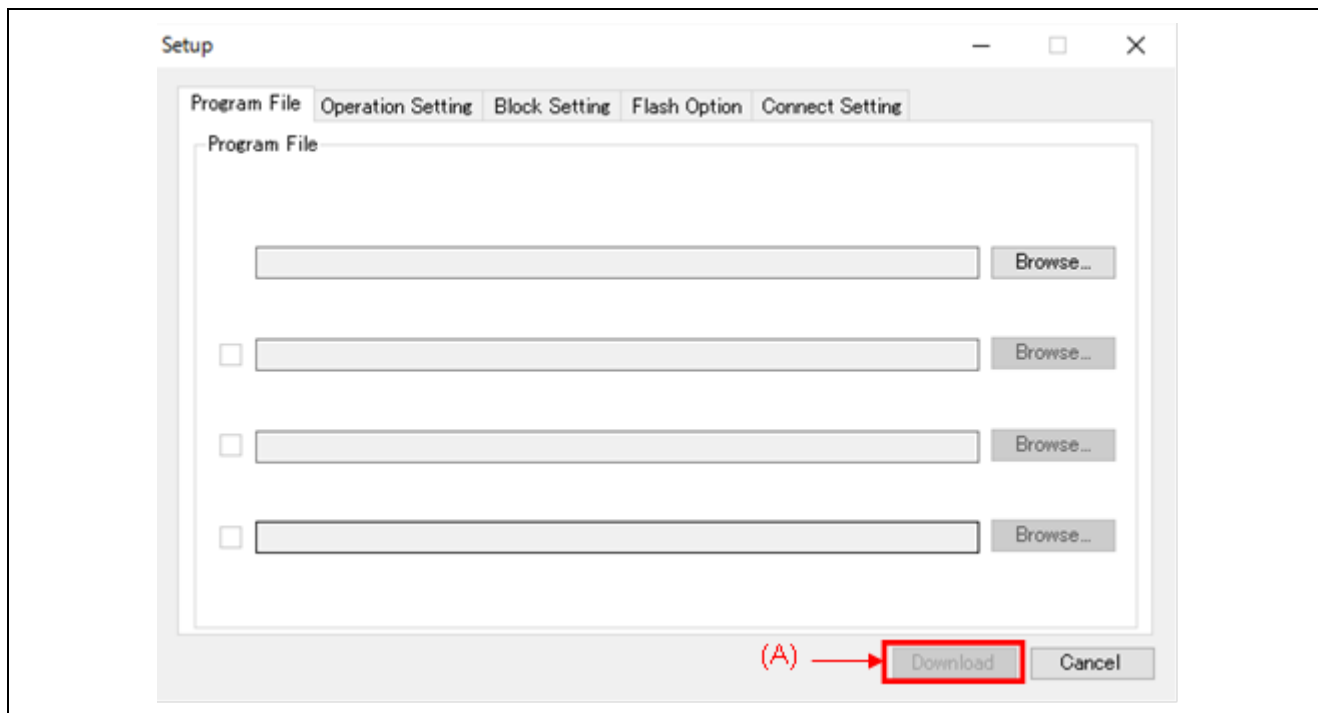 Setup
Program File Operation Setting Block Setting Flash Option Connect Setting
Program File
Browse...
Browse...
Browse...
Browse...
(A) Download Cancel